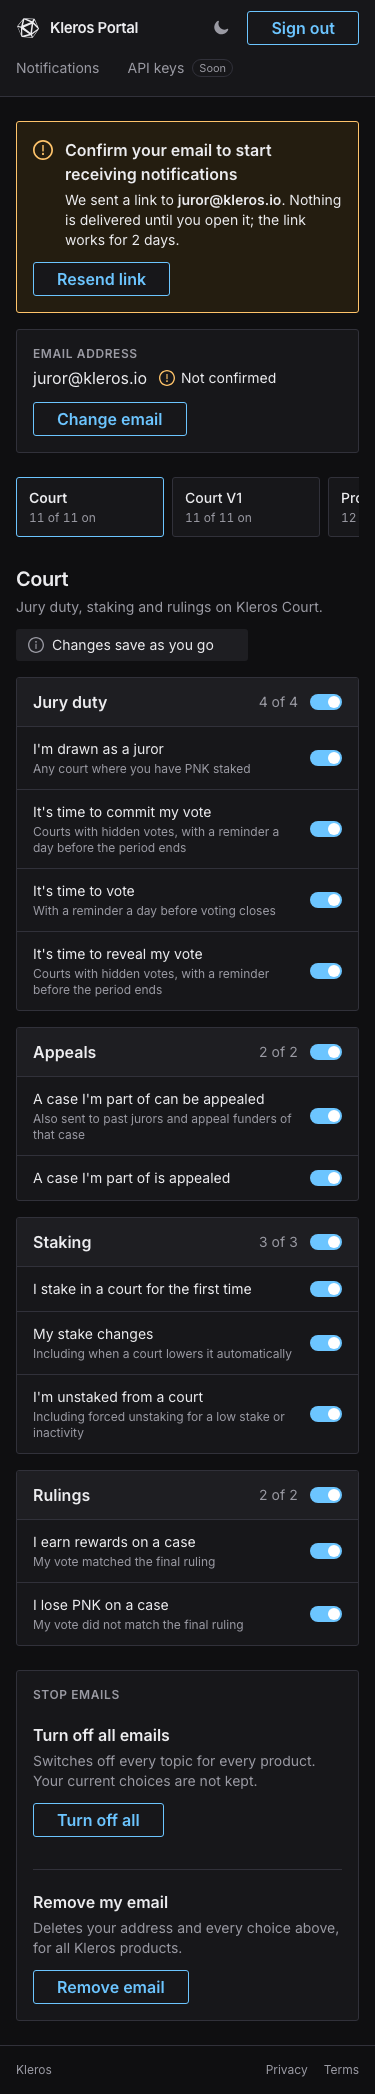 Kleros Portal
Sign out
Notifications
API keys
Soon
Confirm your email to start
receiving notifications
We sent a link to juror@kleros.io. Nothing
is delivered until you open it; the link
works for 2 days.
Resend link
EMAIL ADDRESS
juror@kleros.io
Not confirmed
Change email
Court
11 of 11 on
Court V1
11 of 11 on
Pro
12
Court
Jury duty, staking and rulings on Kleros Court.
Changes save as you go
Jury duty
4 of 4
I'm drawn as a juror
Any court where you have PNK staked
It's time to commit my vote
Courts with hidden votes, with a reminder a
day before the period ends
It's time to vote
With a reminder a day before voting closes
It's time to reveal my vote
Courts with hidden votes, with a reminder
before the period ends
Appeals
2 of 2
A case I'm part of can be appealed
Also sent to past jurors and appeal funders of
that case
A case I'm part of is appealed
Staking
3 of 3
I stake in a court for the first time
My stake changes
Including when a court lowers it automatically
I'm unstaked from a court
Including forced unstaking for a low stake or
inactivity
Rulings
2 of 2
I earn rewards on a case
My vote matched the final ruling
I lose PNK on a case
My vote did not match the final ruling
STOP EMAILS
Turn off all emails
Switches off every topic for every product.
Your current choices are not kept.
Turn off all
Remove my email
Deletes your address and every choice above,
for all Kleros products.
Remove email
Kleros
Privacy
Terms